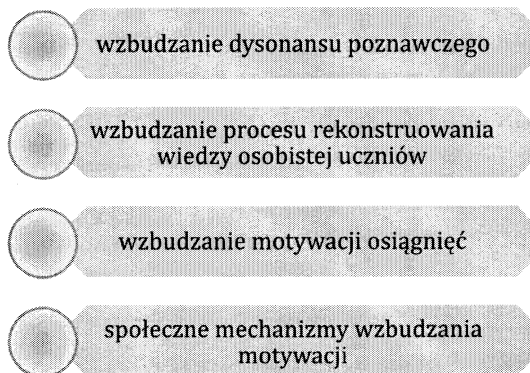 wzbudzanie dysonansu poznawczego
wzbudzanie procesu rekonstruowania
wiedzy osobistej uczniów
wzbudzanie motywacji osiągnięć
społeczne mechanizmy wzbudzania
motywacji